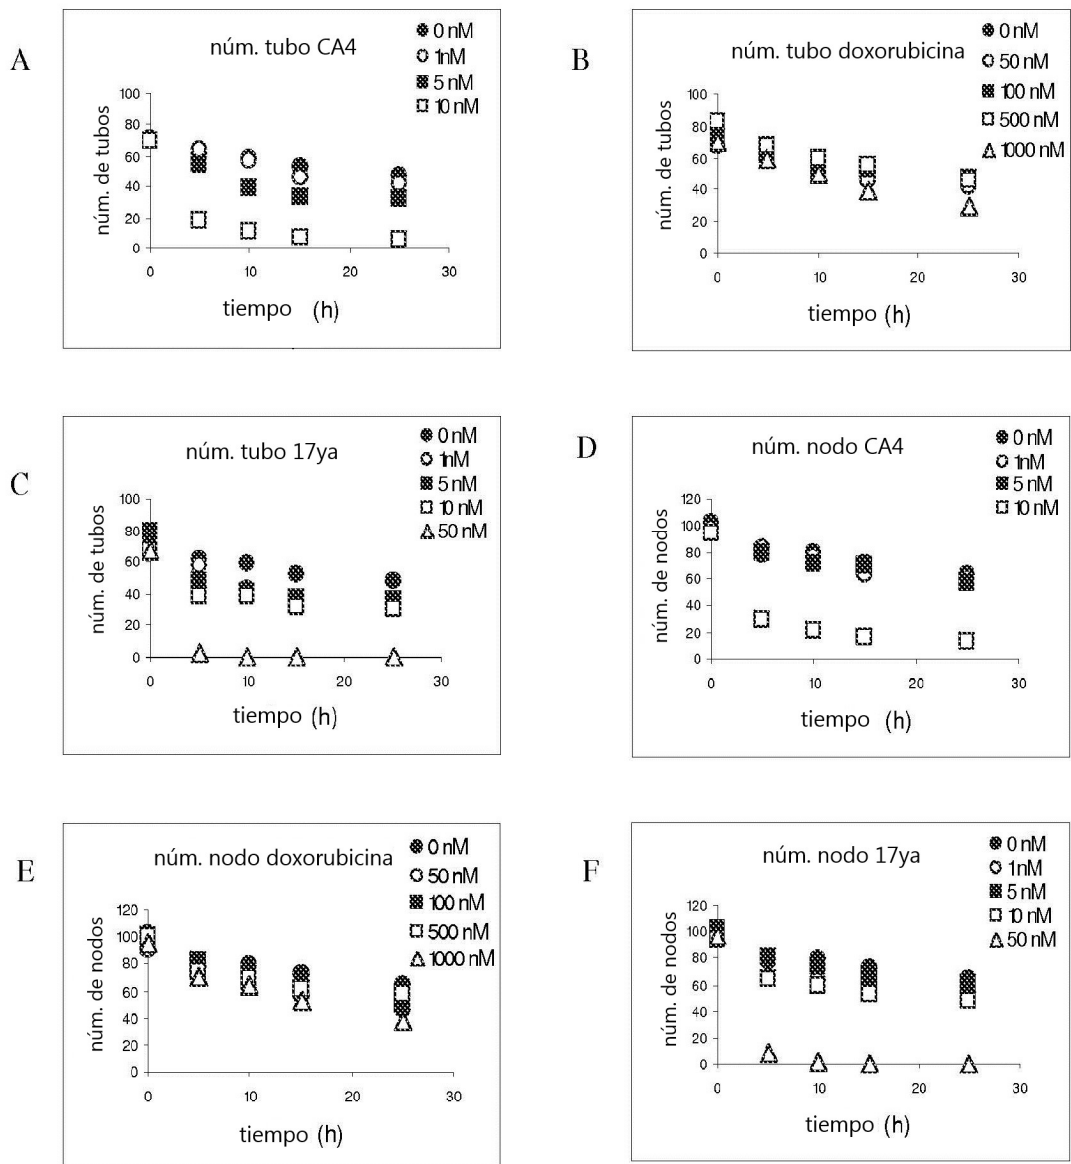 A
núm. tubo CA4
0 nM
1nM
5 nM
10 nM
núm. de tubos
100
80
60
40
20
0
0
10
20
30
tiempo (h)
B
núm. tubo doxorubicina
0 nM
50 nM
100 nM
500 nM
1000 nM
núm. de tubos
100
80
60
40
20
0
0
10
20
30
tiempo (h)
C
núm. tubo 17ya
0 nM
1nM
5 nM
10 nM
50 nM
núm. de tubos
100
80
60
40
20
0
0
10
20
30
tiempo (h)
D
núm. nodo CA4
0 nM
1nM
5 nM
10 nM
núm. de nodos
120
100
80
60
40
20
0
0
10
20
30
tiempo (h)
E
núm. nodo doxorubicina
0 nM
50 nM
100 nM
500 nM
1000 nM
núm. de nodos
120
100
80
60
40
20
0
0
10
20
30
tiempo (h)
F
núm. nodo 17ya
0 nM
1nM
5 nM
10 nM
50 nM
núm. de nodos
120
100
80
60
40
20
0
0
10
20
30
tiempo (h)